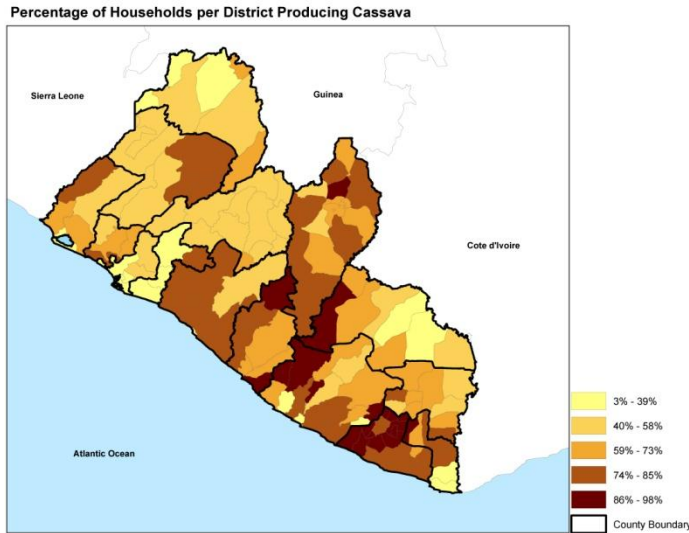 Percentage of Households per District Producing Cassava
Sierra Leone
Guinea
Cote d'Ivoire
Atlantic Ocean
3% - 39%
40% - 58%
59% - 73%
74% - 85%
86% - 98%
County Boundary